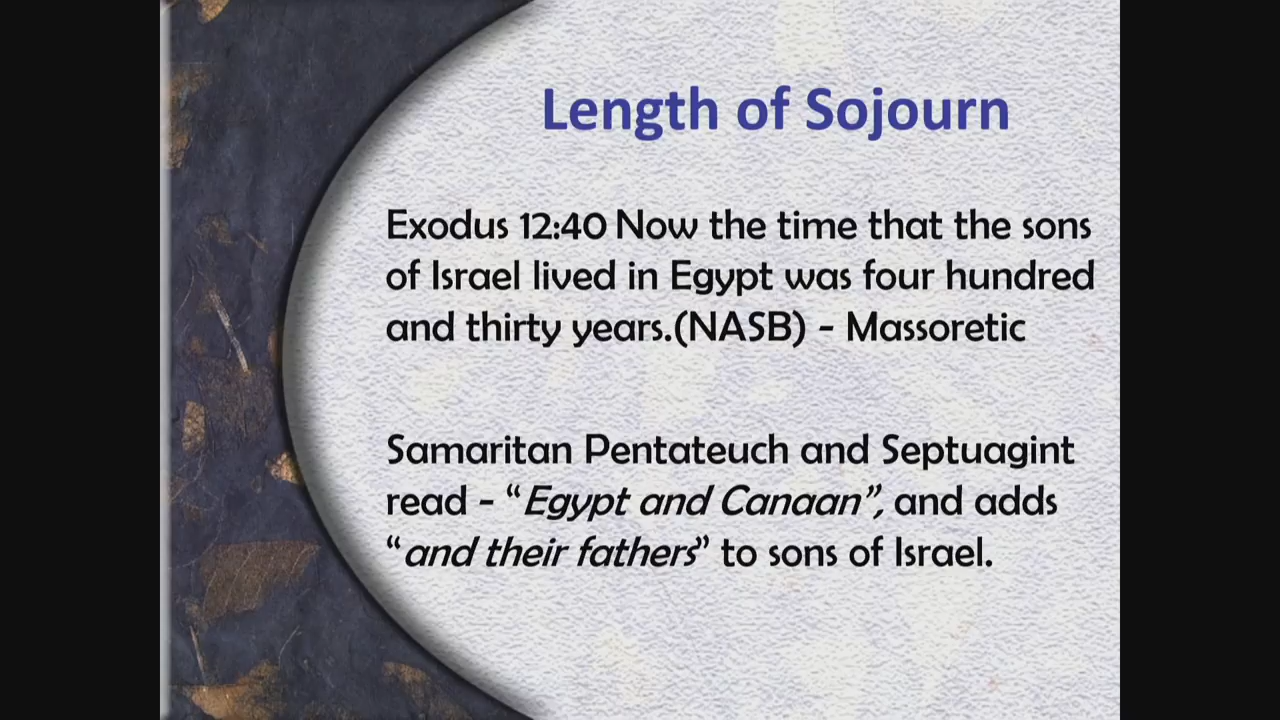 Length of Sojourn
Exodus 12:40 Now the time that the sons
of Israel lived in Egypt was four hundred
and thirty years.(NASB) - Massoretic
Samaritan Pentateuch and Septuagint
read - “Egypt and Canaan”, and adds
“and their fathers” to sons of Israel.